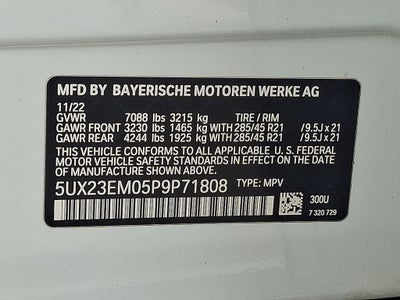 MFD BY BAYERISCHE MOTOREN WERKE AG
11/22
GVWR 7088 lbs 3215 kg TIRE / RIM
GAWR FRONT 3230 lbs 1465 kg WITH 285/45 R21 /9.5J x 21
GAWR REAR 4244 lbs 1925 kg WITH 285/45 R21 /9.5J x 21
THIS VEHICLE CONFORMS TO ALL APPLICABLE U. S. FEDERAL
MOTOR VEHICLE SAFETY STANDARDS IN EFFECT ON THE
DATE OF MANUFACTURE SHOWN ABOVE.
5UX23EM05P9P71808 TYPE: MPV
300U
7 320 729